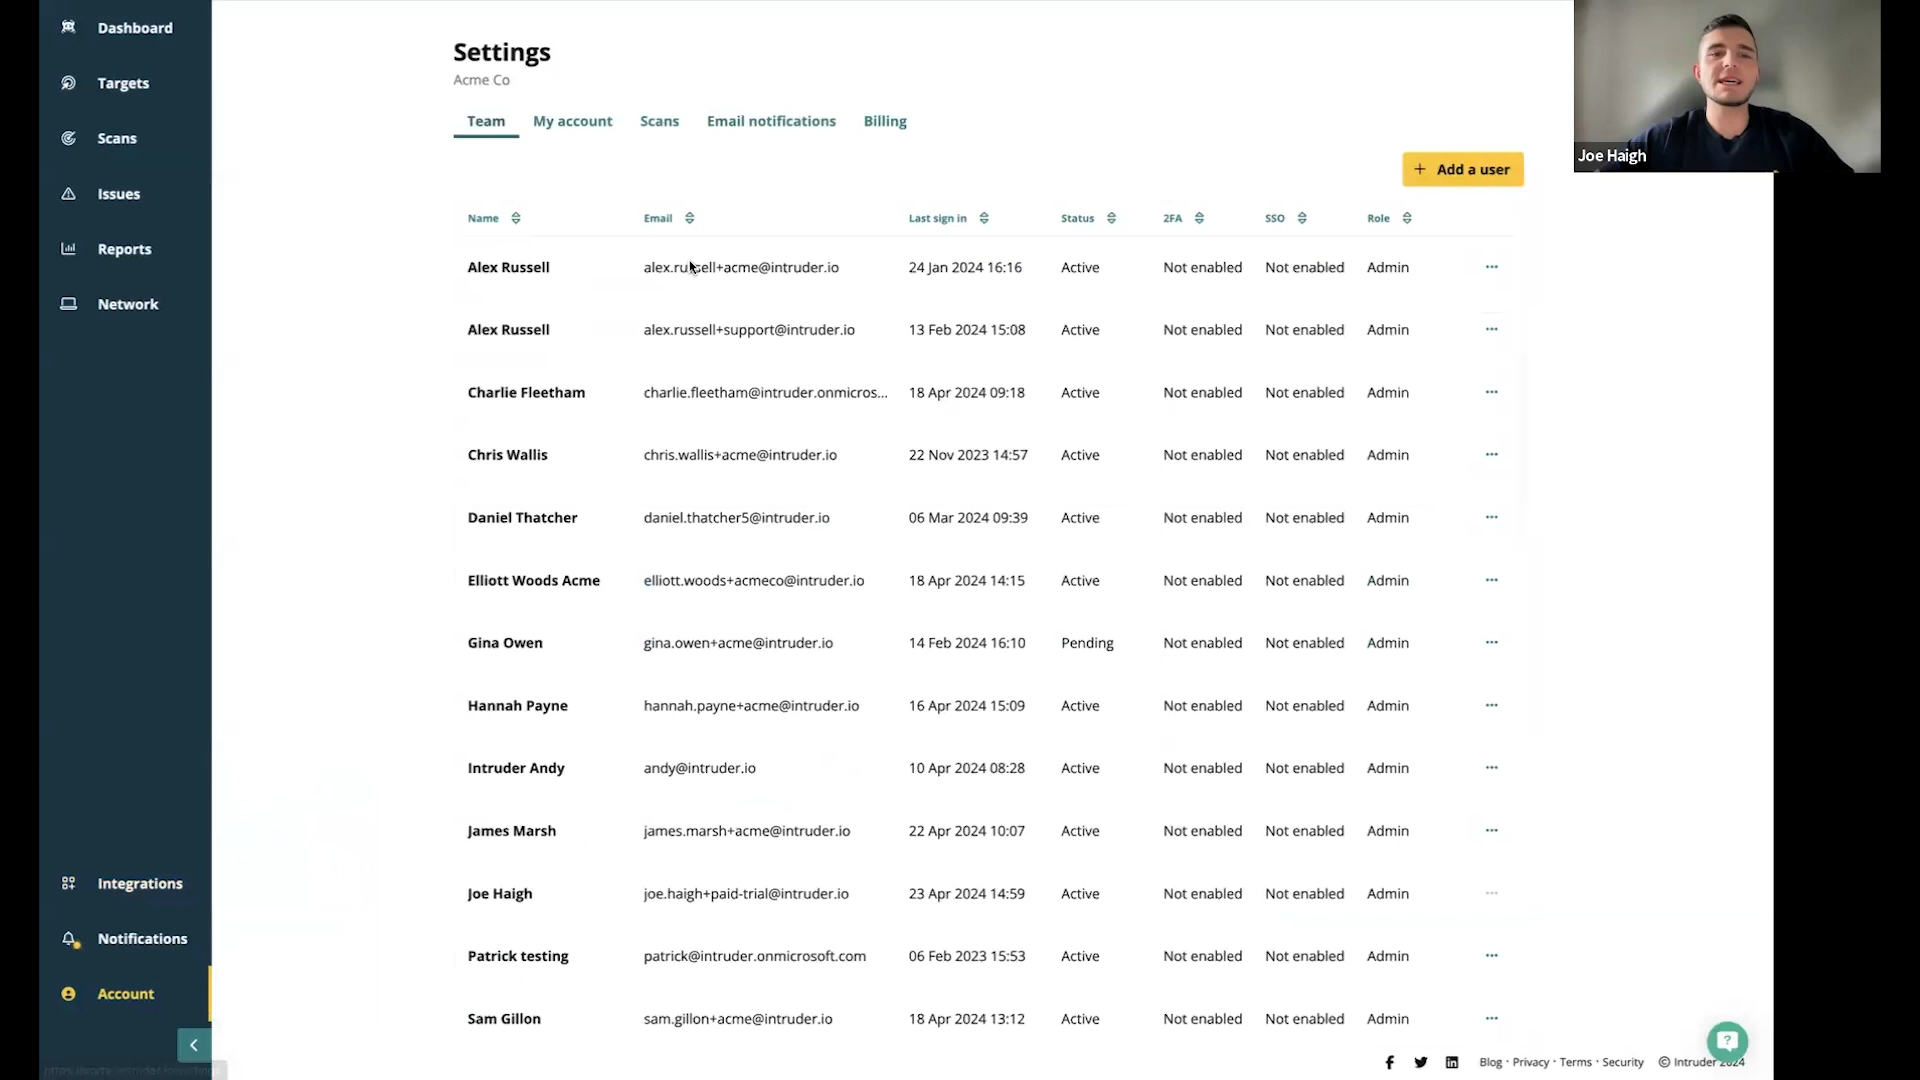 Dashboard
Targets
Scans
Issues
Reports
Network
Integrations
Notifications
Account
Settings
Acme Co
Team My account Scans Email notifications Billing
+ Add a user
Name Email Last sign in Status 2FA SSO Role
Alex Russell alex.russell+acme@intruder.io 24 Jan 2024 16:16 Active Not enabled Not enabled Admin ...
Alex Russell alex.russell+support@intruder.io 13 Feb 2024 15:08 Active Not enabled Not enabled Admin ...
Charlie Fleetham charlie.fleetham@intruder.onmicros... 18 Apr 2024 09:18 Active Not enabled Not enabled Admin ...
Chris Wallis chris.wallis+acme@intruder.io 22 Nov 2023 14:57 Active Not enabled Not enabled Admin ...
Daniel Thatcher daniel.thatcher5@intruder.io 06 Mar 2024 09:39 Active Not enabled Not enabled Admin ...
Elliott Woods Acme elliott.woods+acmeco@intruder.io 18 Apr 2024 14:15 Active Not enabled Not enabled Admin ...
Gina Owen gina.owen+acme@intruder.io 14 Feb 2024 16:10 Pending Not enabled Not enabled Admin ...
Hannah Payne hannah.payne+acme@intruder.io 16 Apr 2024 15:09 Active Not enabled Not enabled Admin ...
Intruder Andy andy@intruder.io 10 Apr 2024 08:28 Active Not enabled Not enabled Admin ...
James Marsh james.marsh+acme@intruder.io 22 Apr 2024 10:07 Active Not enabled Not enabled Admin ...
Joe Haigh joe.haigh+paid-trial@intruder.io 23 Apr 2024 14:59 Active Not enabled Not enabled Admin ...
Patrick testing patrick@intruder.onmicrosoft.com 06 Feb 2023 15:53 Active Not enabled Not enabled Admin ...
Sam Gillon sam.gillon+acme@intruder.io 18 Apr 2024 13:12 Active Not enabled Not enabled Admin ...
Blog · Privacy · Terms · Security © Intruder 2024
Joe Haigh